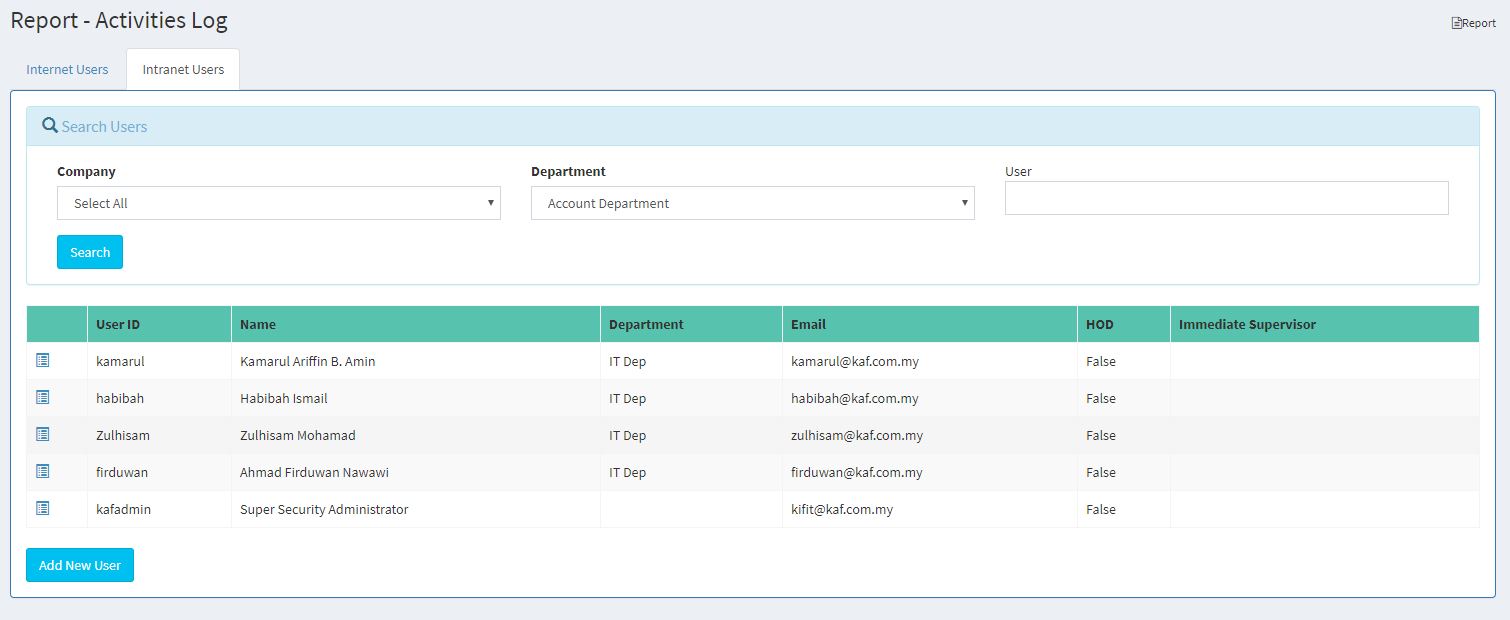 Report - Activities Log
Report
Internet Users Intranet Users
Search Users
Company Department User
Select All Account Department
Search
User ID Name Department Email HOD Immediate Supervisor
kamarul Kamarul Ariffin B. Amin IT Dep kamarul@kaf.com.my False
habibah Habibah Ismail IT Dep habibah@kaf.com.my False
Zulhisam Zulhisam Mohamad IT Dep zulhisam@kaf.com.my False
firduwan Ahmad Firduwan Nawawi IT Dep firduwan@kaf.com.my False
kafadmin Super Security Administrator kifit@kaf.com.my False
Add New User